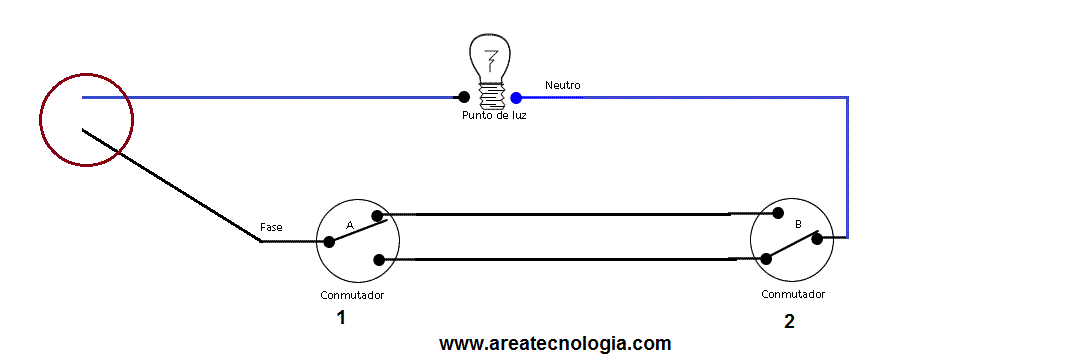 Neutro
Punto de luz
Fase
A
B
Conmutador
Conmutador
1
2
www.areatecnologia.com